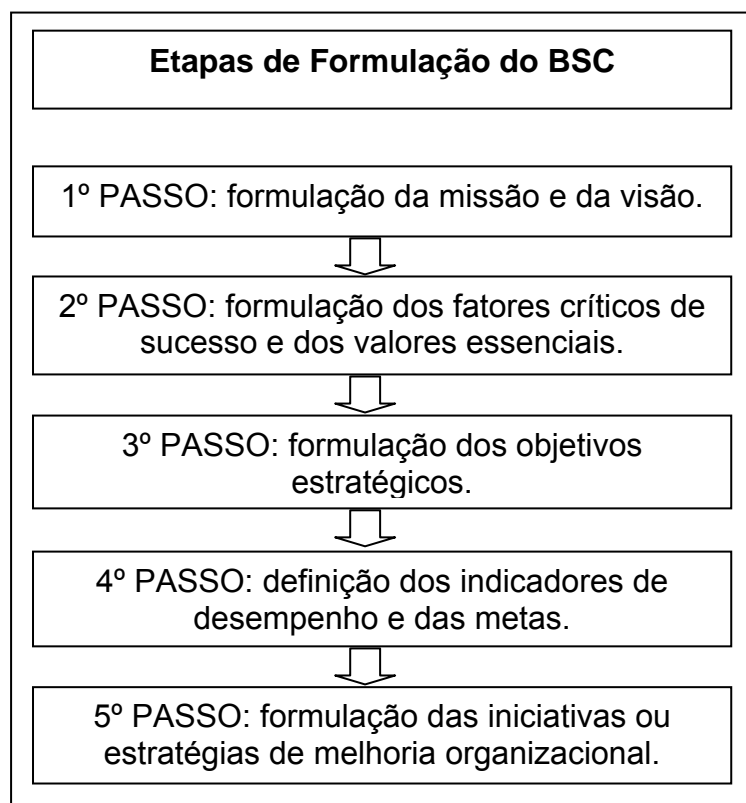 Etapas de Formulação do BSC
1º PASSO: formulação da missão e da visão.
2º PASSO: formulação dos fatores críticos de
sucesso e dos valores essenciais.
3º PASSO: formulação dos objetivos
estratégicos.
4º PASSO: definição dos indicadores de
desempenho e das metas.
5º PASSO: formulação das iniciativas ou
estratégias de melhoria organizacional.